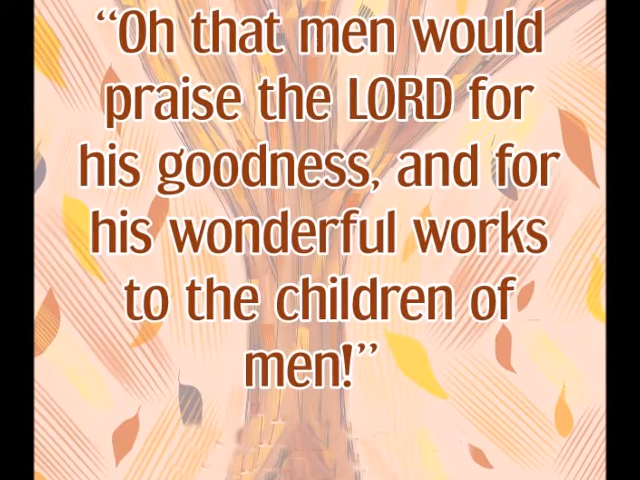 “Oh that men would
praise the LORD for
his goodness, and for
his wonderful works
to the children of
men!”